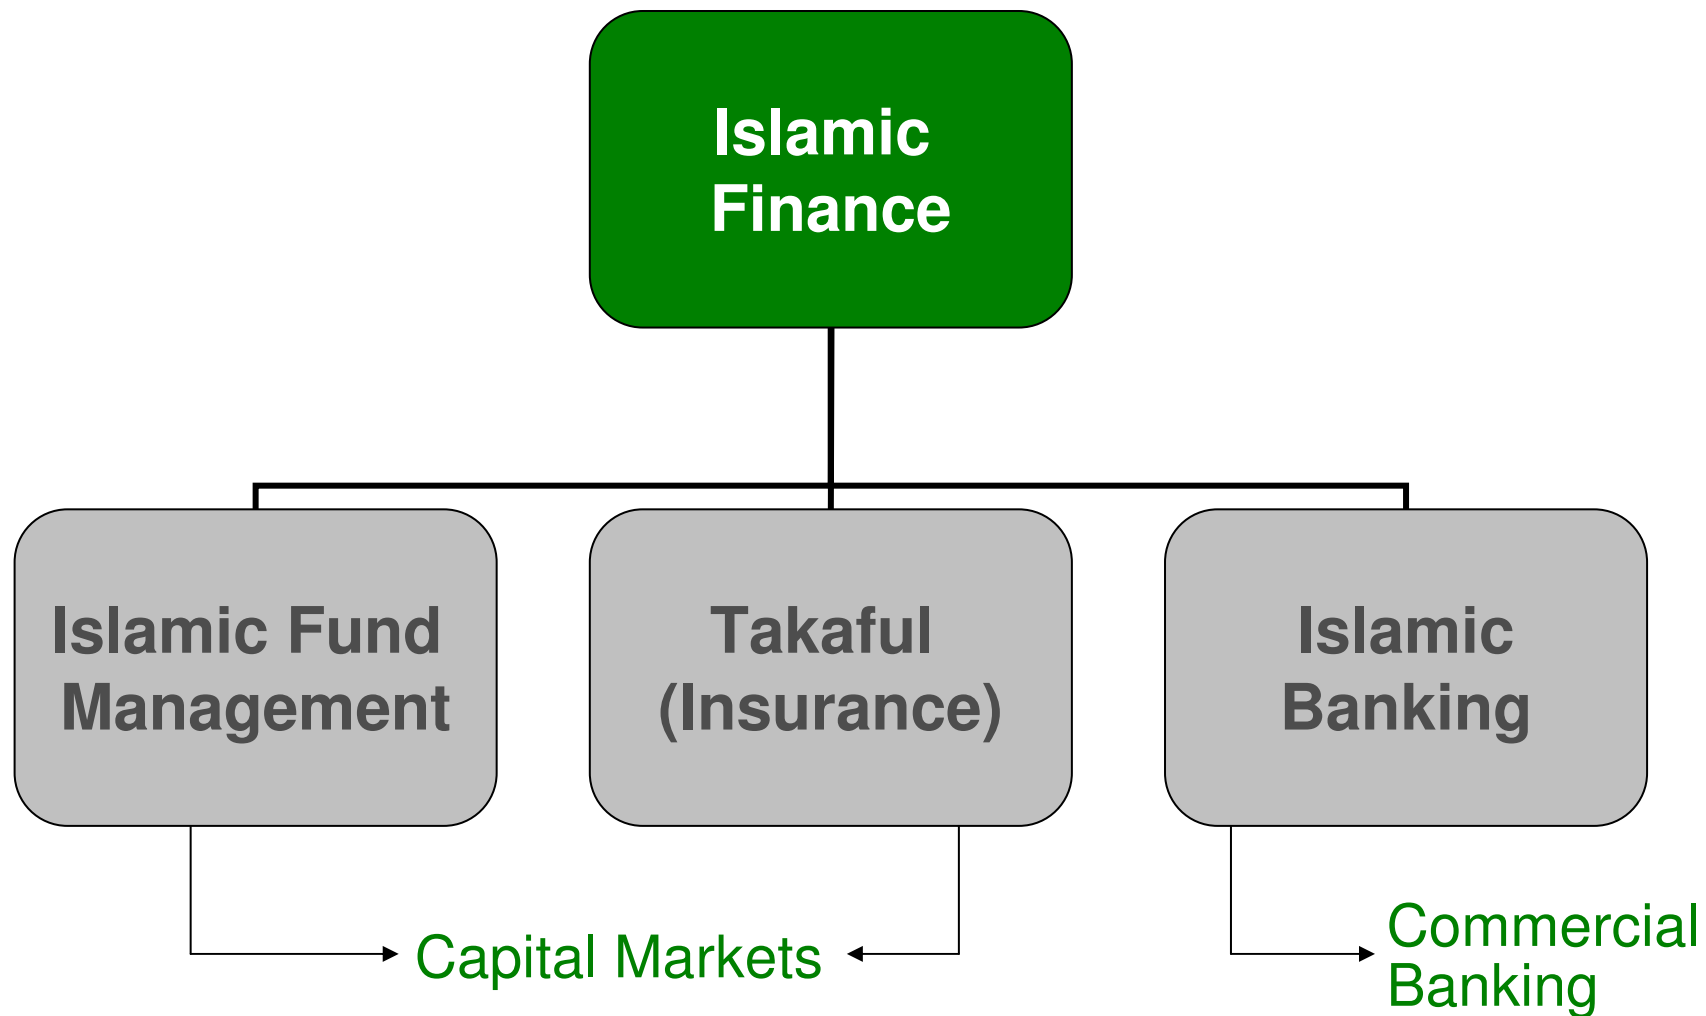 Islamic
Finance
Islamic Fund
Management
Takaful
(Insurance)
Islamic
Banking
Capital Markets
Commercial
Banking